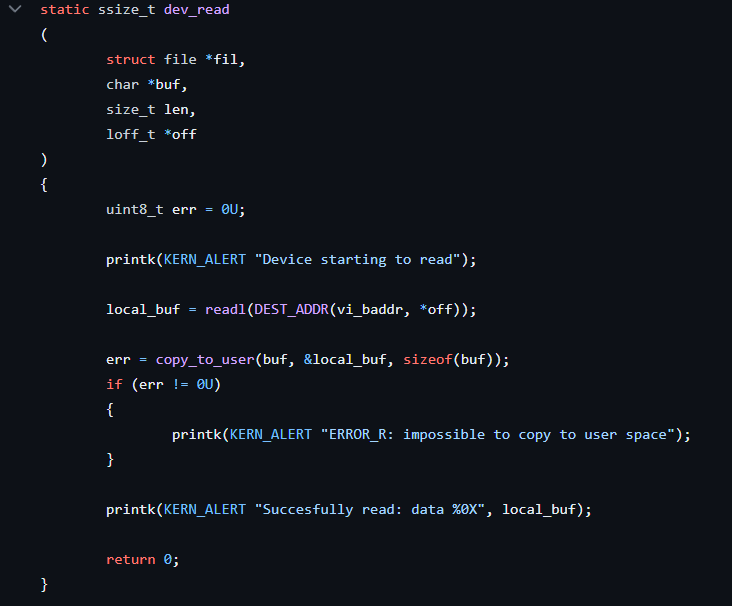 static ssize_t dev_read
(
struct file *fil,
char *buf,
size_t len,
loff_t *off
)
{
uint8_t err = 0U;
printk(KERN_ALERT "Device starting to read");
local_buf = readl(DEST_ADDR(vi_baddr, *off));
err = copy_to_user(buf, &local_buf, sizeof(buf));
if (err != 0U)
{
printk(KERN_ALERT "ERROR_R: impossible to copy to user space");
}
printk(KERN_ALERT "Succesfully read: data %0X", local_buf);
return 0;
}